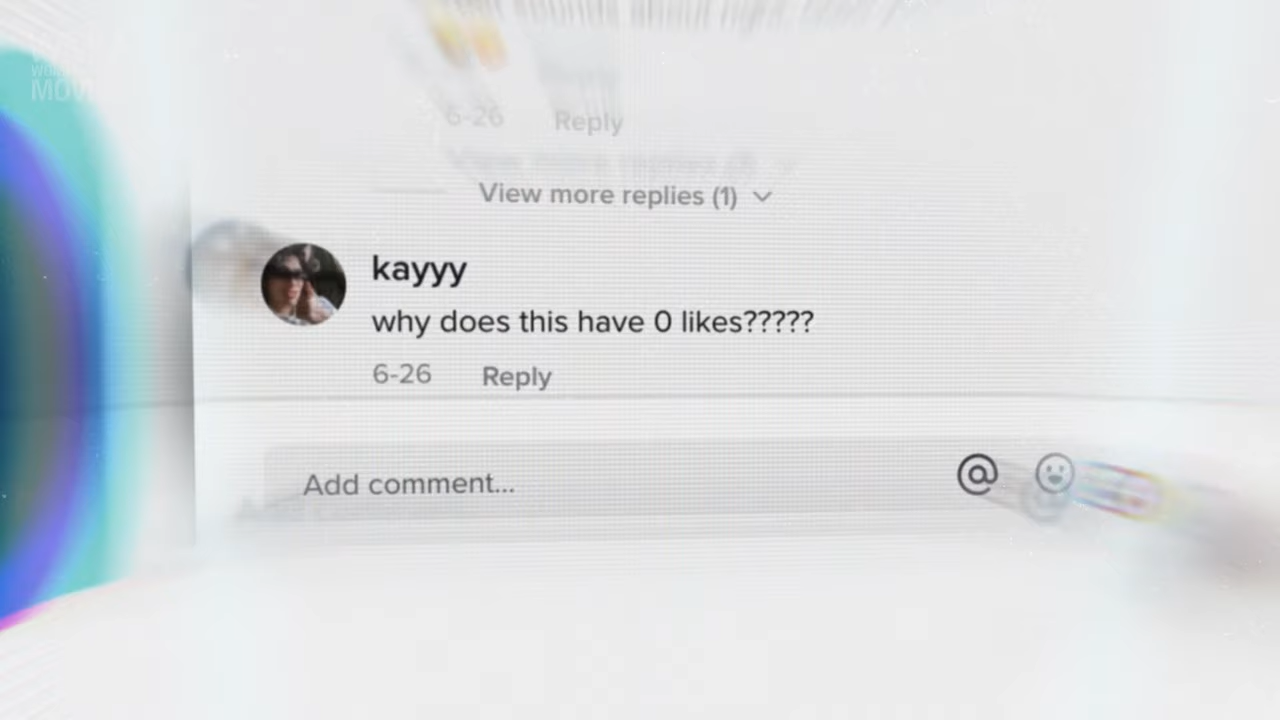 6-26 Reply
View more replies (1)
kayyy
why does this have 0 likes?????
6-26 Reply
Add comment...
@